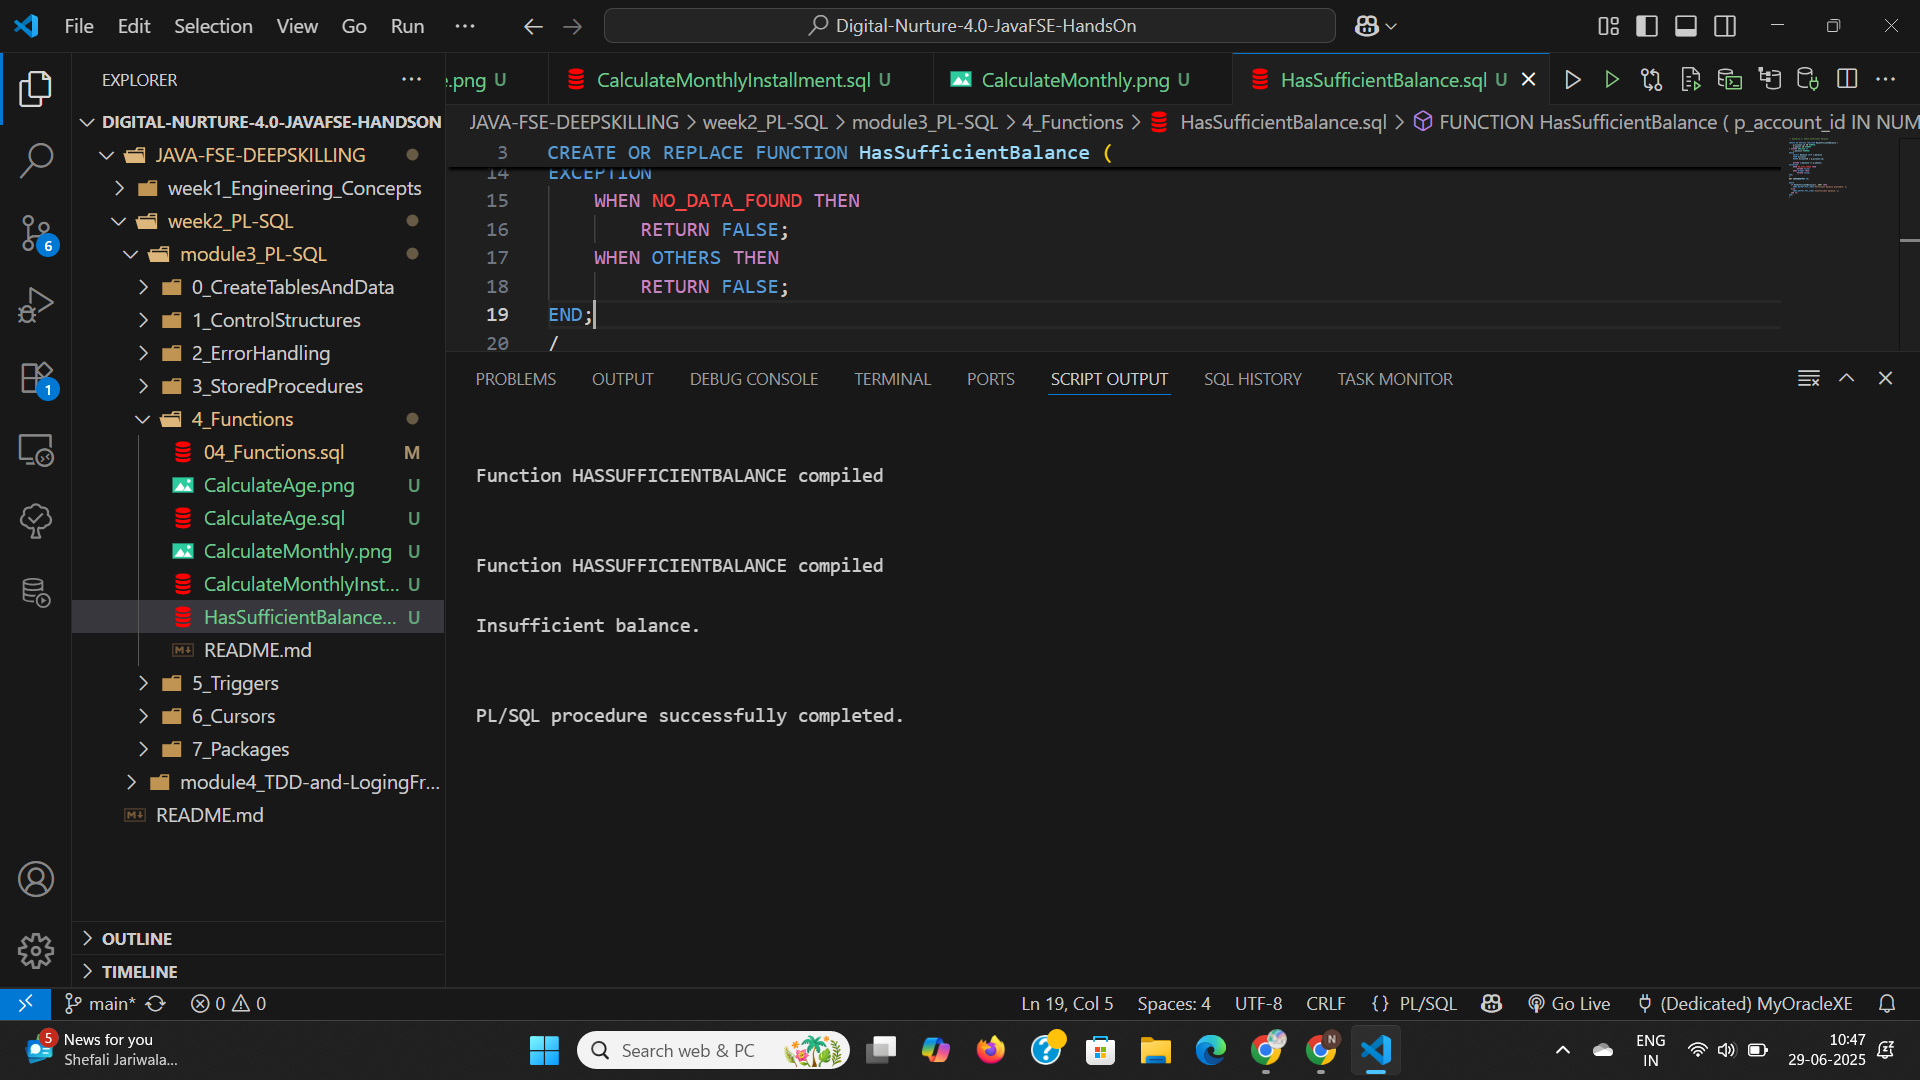 File Edit Selection View Go Run ...
Digital-Nurture-4.0-JavaFSE-HandsOn
EXPLORER
DIGITAL-NURTURE-4.0-JAVAFSE-HANDSON
JAVA-FSE-DEEPSKILLING
week1_Engineering_Concepts
week2_PL-SQL
module3_PL-SQL
0_CreateTablesAndData
1_ControlStructures
2_ErrorHandling
3_StoredProcedures
4_Functions
04_Functions.sql M
CalculateAge.png U
CalculateAge.sql U
CalculateMonthly.png U
CalculateMonthlyInst... U
HasSufficientBalance... U
README.md
5_Triggers
6_Cursors
7_Packages
module4_TDD-and-LogingFr...
README.md
OUTLINE
TIMELINE
6
1
.png U
CalculateMonthlyInstallment.sql U
CalculateMonthly.png U
HasSufficientBalance.sql U
JAVA-FSE-DEEPSKILLING > week2_PL-SQL > module3_PL-SQL > 4_Functions > HasSufficientBalance.sql > FUNCTION HasSufficientBalance ( p_account_id IN NUM
3 CREATE OR REPLACE FUNCTION HasSufficientBalance (
14 EXCEPTION
15 WHEN NO_DATA_FOUND THEN
16 RETURN FALSE;
17 WHEN OTHERS THEN
18 RETURN FALSE;
19 END;
20 /
PROBLEMS OUTPUT DEBUG CONSOLE TERMINAL PORTS SCRIPT OUTPUT SQL HISTORY TASK MONITOR
Function HASSUFFICIENTBALANCE compiled
Function HASSUFFICIENTBALANCE compiled
Insufficient balance.
PL/SQL procedure successfully completed.
main* 0 0
Ln 19, Col 5 Spaces: 4 UTF-8 CRLF {} PL/SQL Go Live (Dedicated) MyOracleXE
5
News for you
Shefali Jariwala...
Search web & PC
N
ENG
IN
10:47
29-06-2025